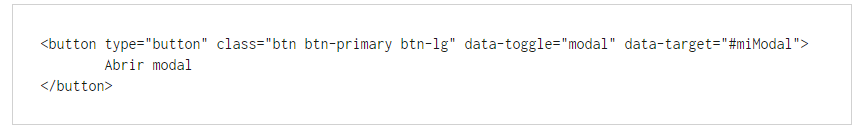 <button type="button" class="btn btn-primary btn-lg" data-toggle="modal" data-target="#miModal">
Abrir modal
</button>